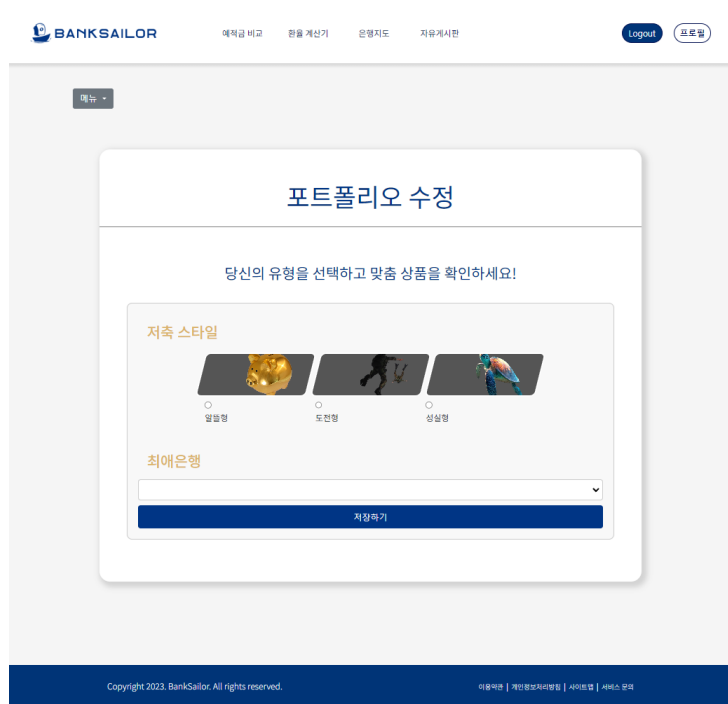 BANKSAILOR
예적금 비교
환율 계산기
은행지도
자유게시판
Logout
프로필
메뉴
포트폴리오 수정
당신의 유형을 선택하고 맞춤 상품을 확인하세요!
저축 스타일
알뜰형
도전형
성실형
최애은행
저장하기
Copyright 2023. BankSailor. All rights reserved.
이용약관 | 개인정보처리방침 | 사이트맵 | 서비스 문의